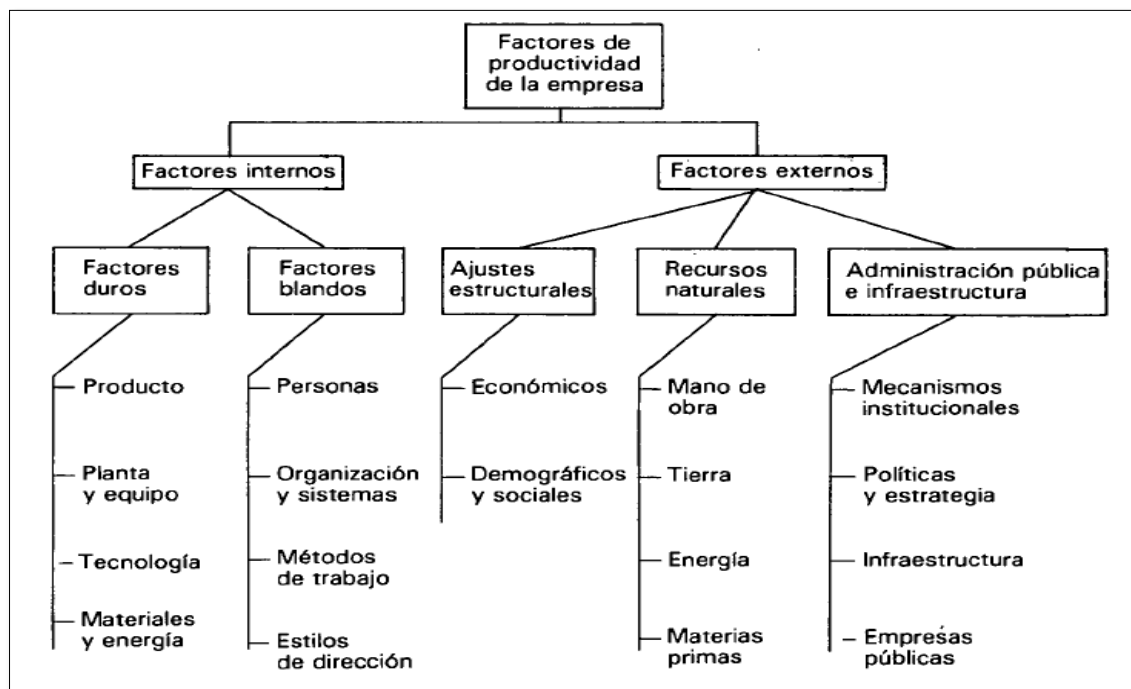 Factores de
productividad
de la empresa
Factores internos
Factores externos
Factores
duros
Factores
blandos
Ajustes
estructurales
Recursos
naturales
Administración pública
e infraestructura
Producto
Planta
y equipo
Tecnología
Materiales
y energía
Personas
Organización
y sistemas
Métodos
de trabajo
Estilos
de dirección
Económicos
Demográficos
y sociales
Mano de
obra
Tierra
Energía
Materias
primas
Mecanismos
institucionales
Políticas
y estrategia
Infraestructura
Empresas
públicas